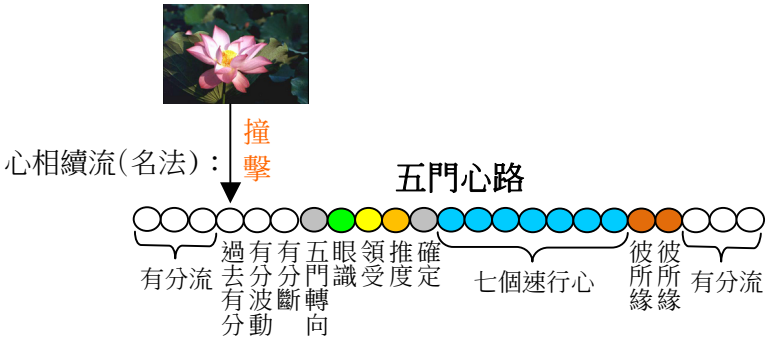 撞擊
心相續流(名法)：
五門心路
有分流
過去有分
有分波動
有分斷
五門轉向
眼識
領受
推度
確定
七個速行心
彼所緣
彼所緣
有分流